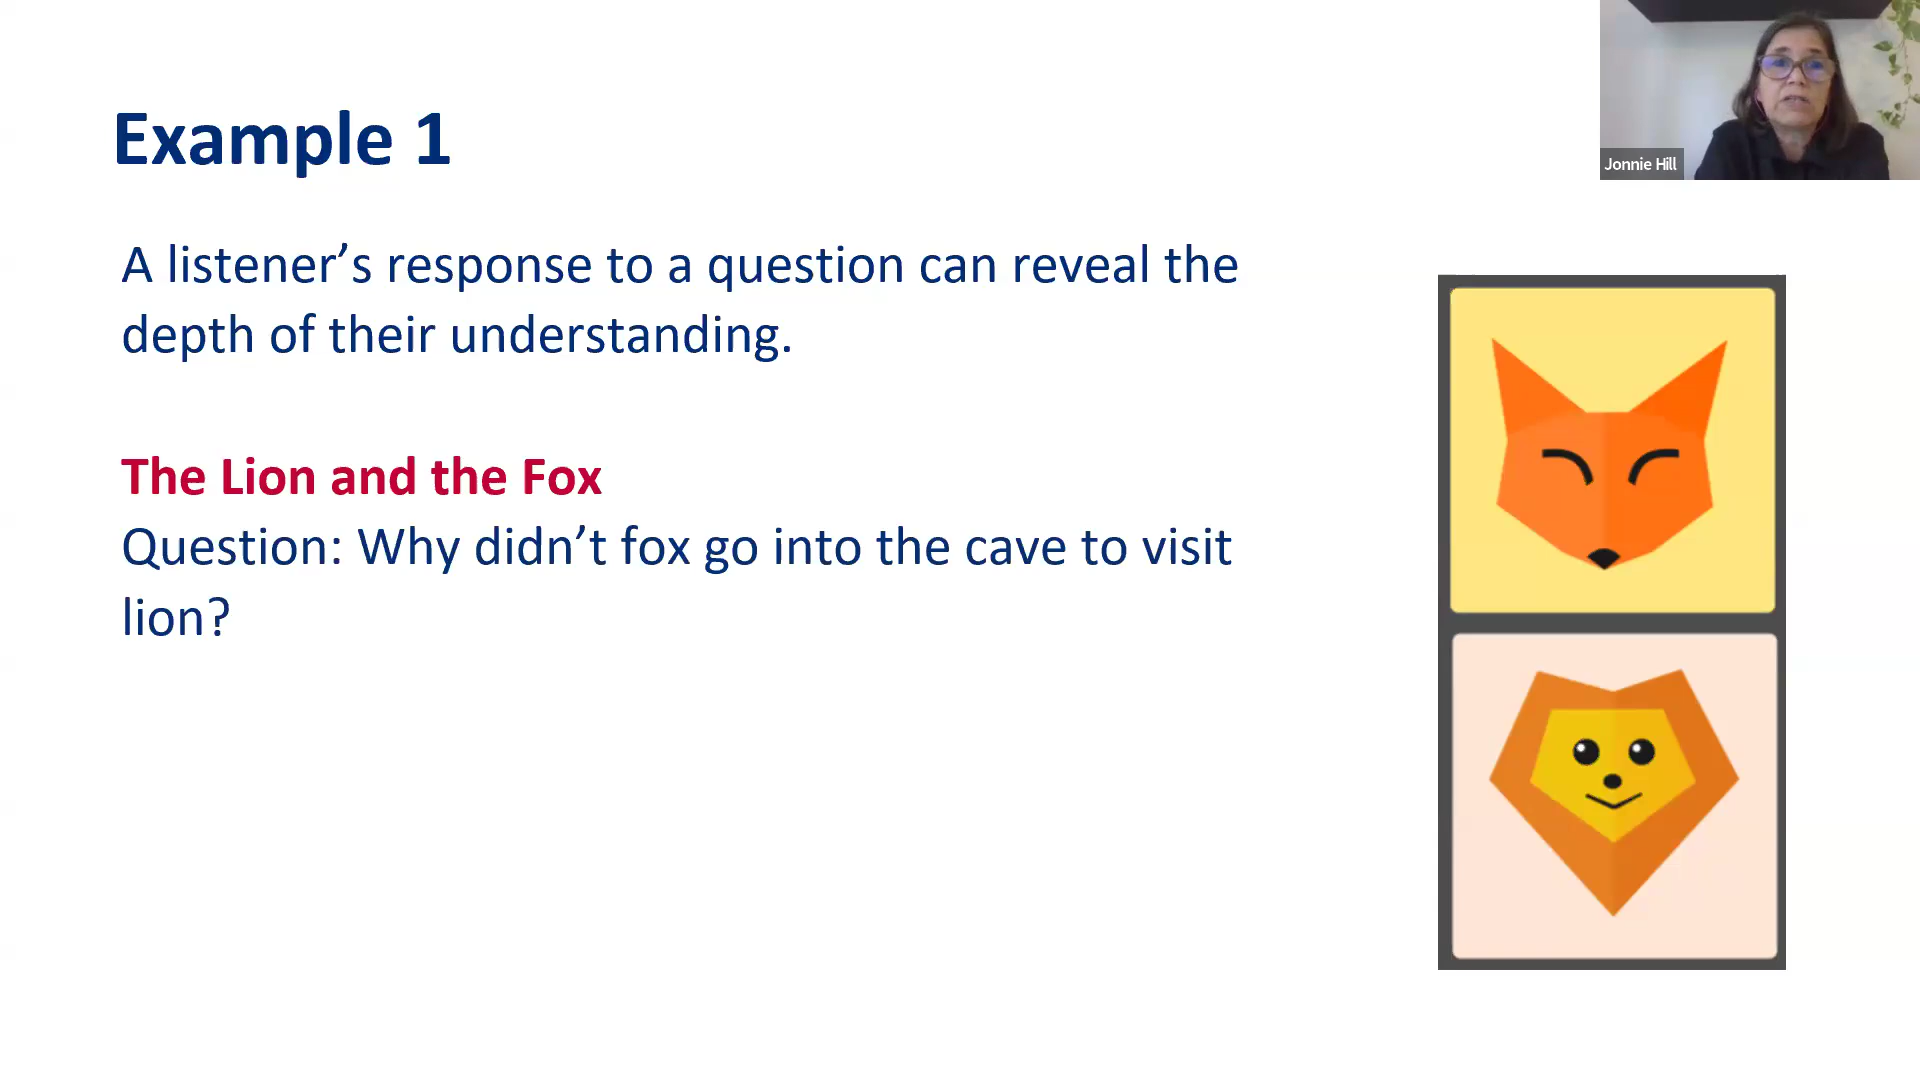 Example 1
Jonnie Hill
A listener’s response to a question can reveal the
depth of their understanding.
The Lion and the Fox
Question: Why didn’t fox go into the cave to visit
lion?